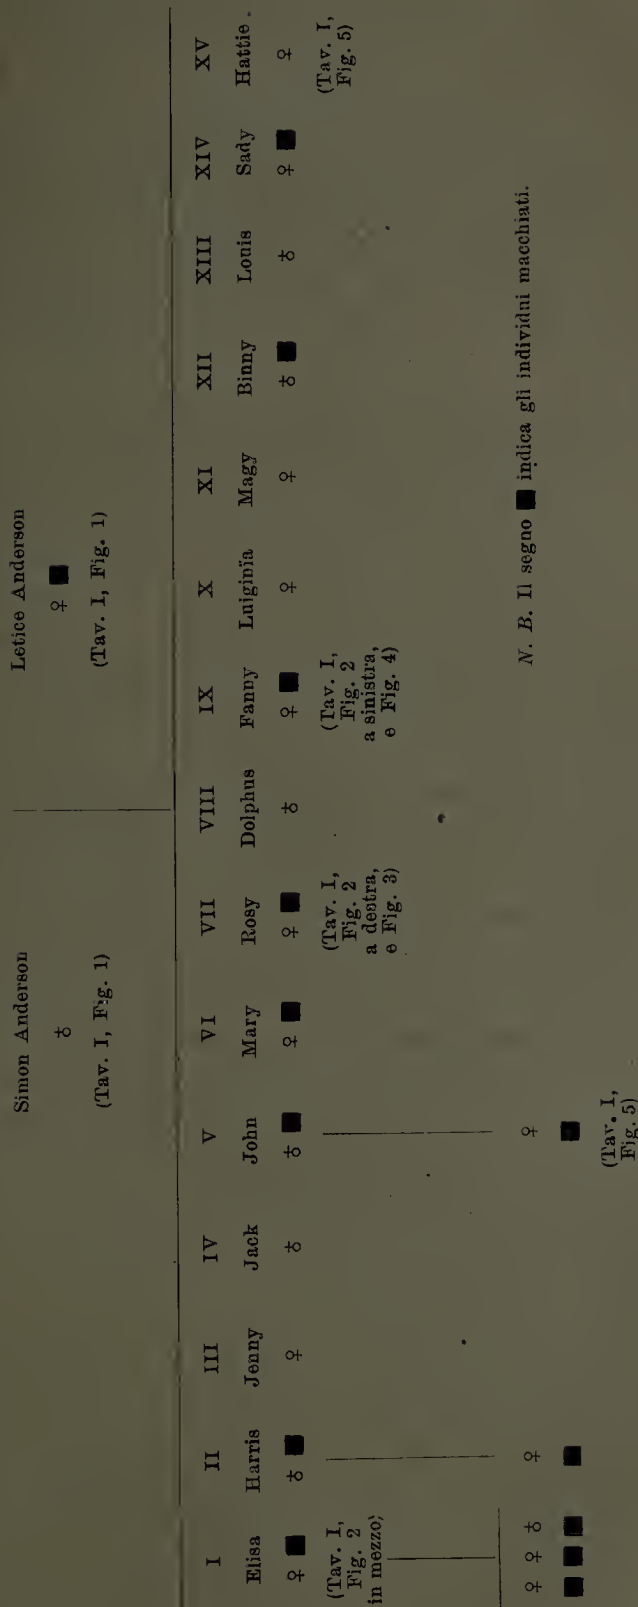 Simon Anderson
♁
(Tav. I, Fig. 1)
Letice Anderson
♀ ■
(Tav. I, Fig. 1)
I
Elisa
♀ ■
(Tav. I,
Fig. 2
in mezzo)
♀ ♀ ♁
■ ■ ■
II
Harris
♁ ■
♀
■
III
Jenny
♀
IV
Jack
♁
V
John
♁ ■
♀
■
(Tav. I,
Fig. 5)
VI
Mary
♀ ■
VII
Rosy
♀ ■
(Tav. I,
Fig. 2
a destra,
e Fig. 3)
VIII
Dolphus
♁
IX
Fanny
♀ ■
(Tav. I,
Fig. 2
a sinistra,
e Fig. 4)
X
Luiginia
♀
XI
Magy
♀
XII
Binny
♁ ■
XIII
Louis
♁
XIV
Sady
♀ ■
XV
Hattie
♀
(Tav. I,
Fig. 5)
N. B. Il segno ■ indica gli individui macchiati.